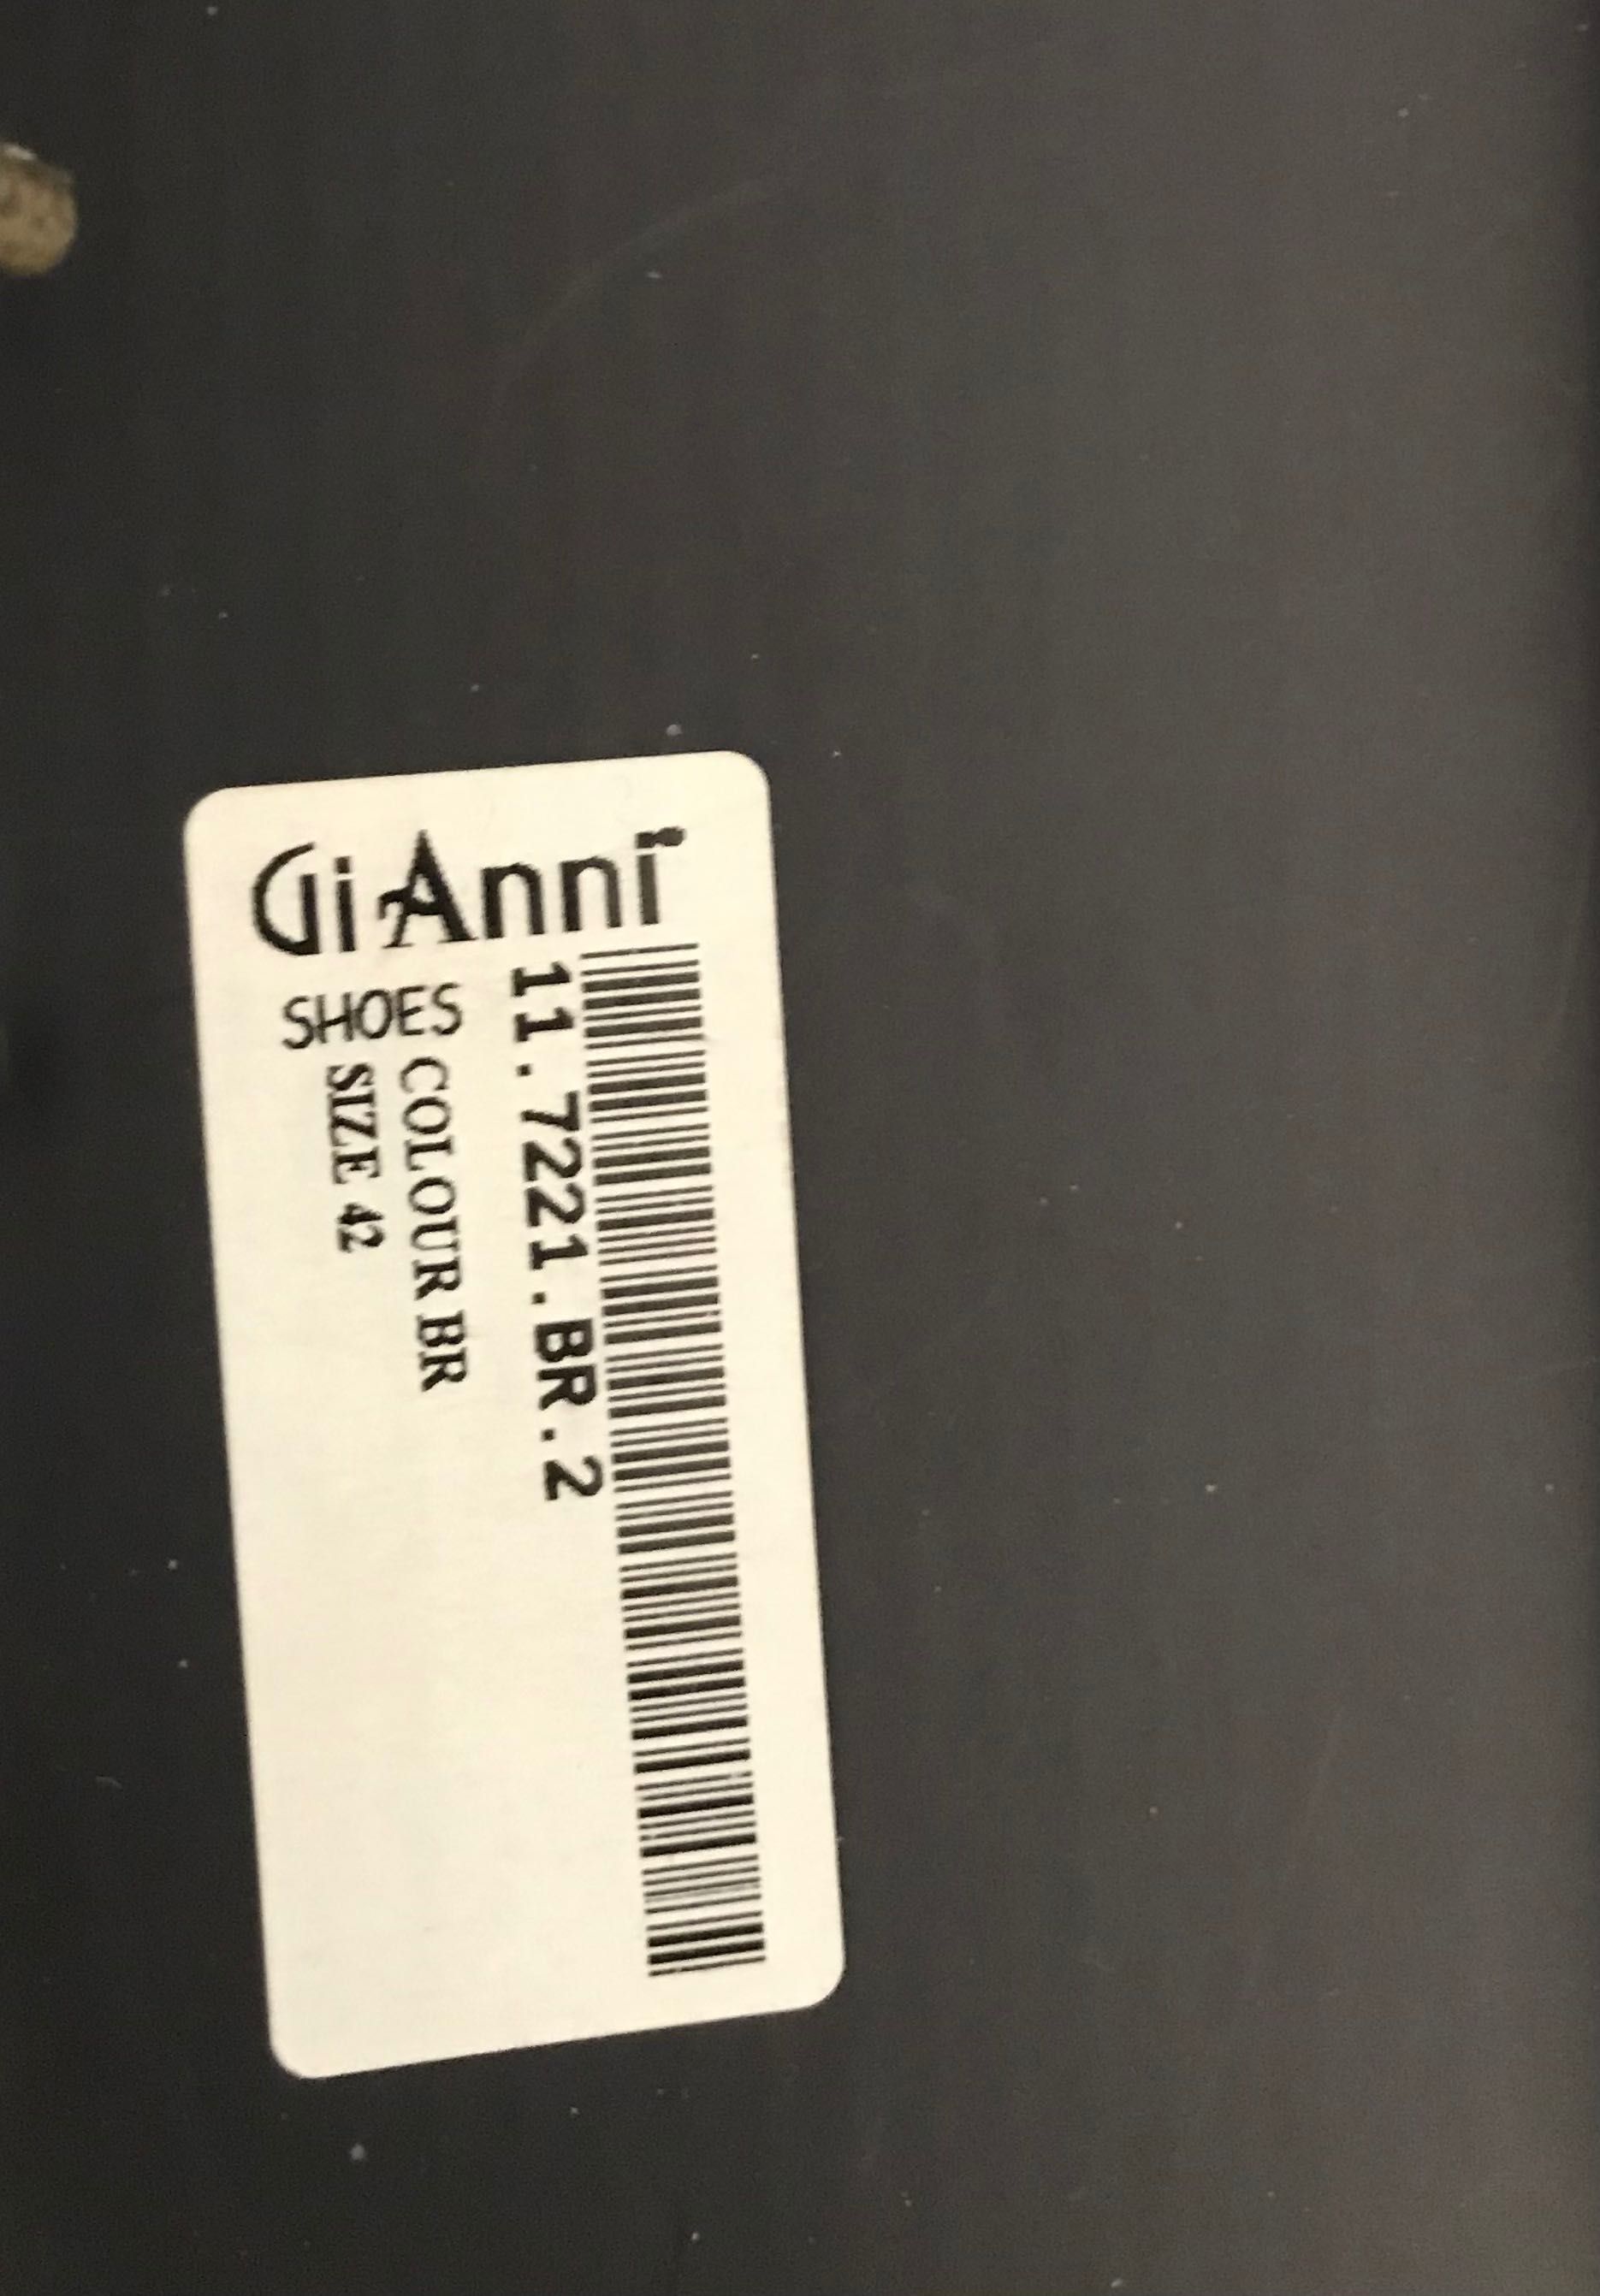 GiAnni
SHOES
11.7221.BR.2
COLOUR BR
SIZE 42